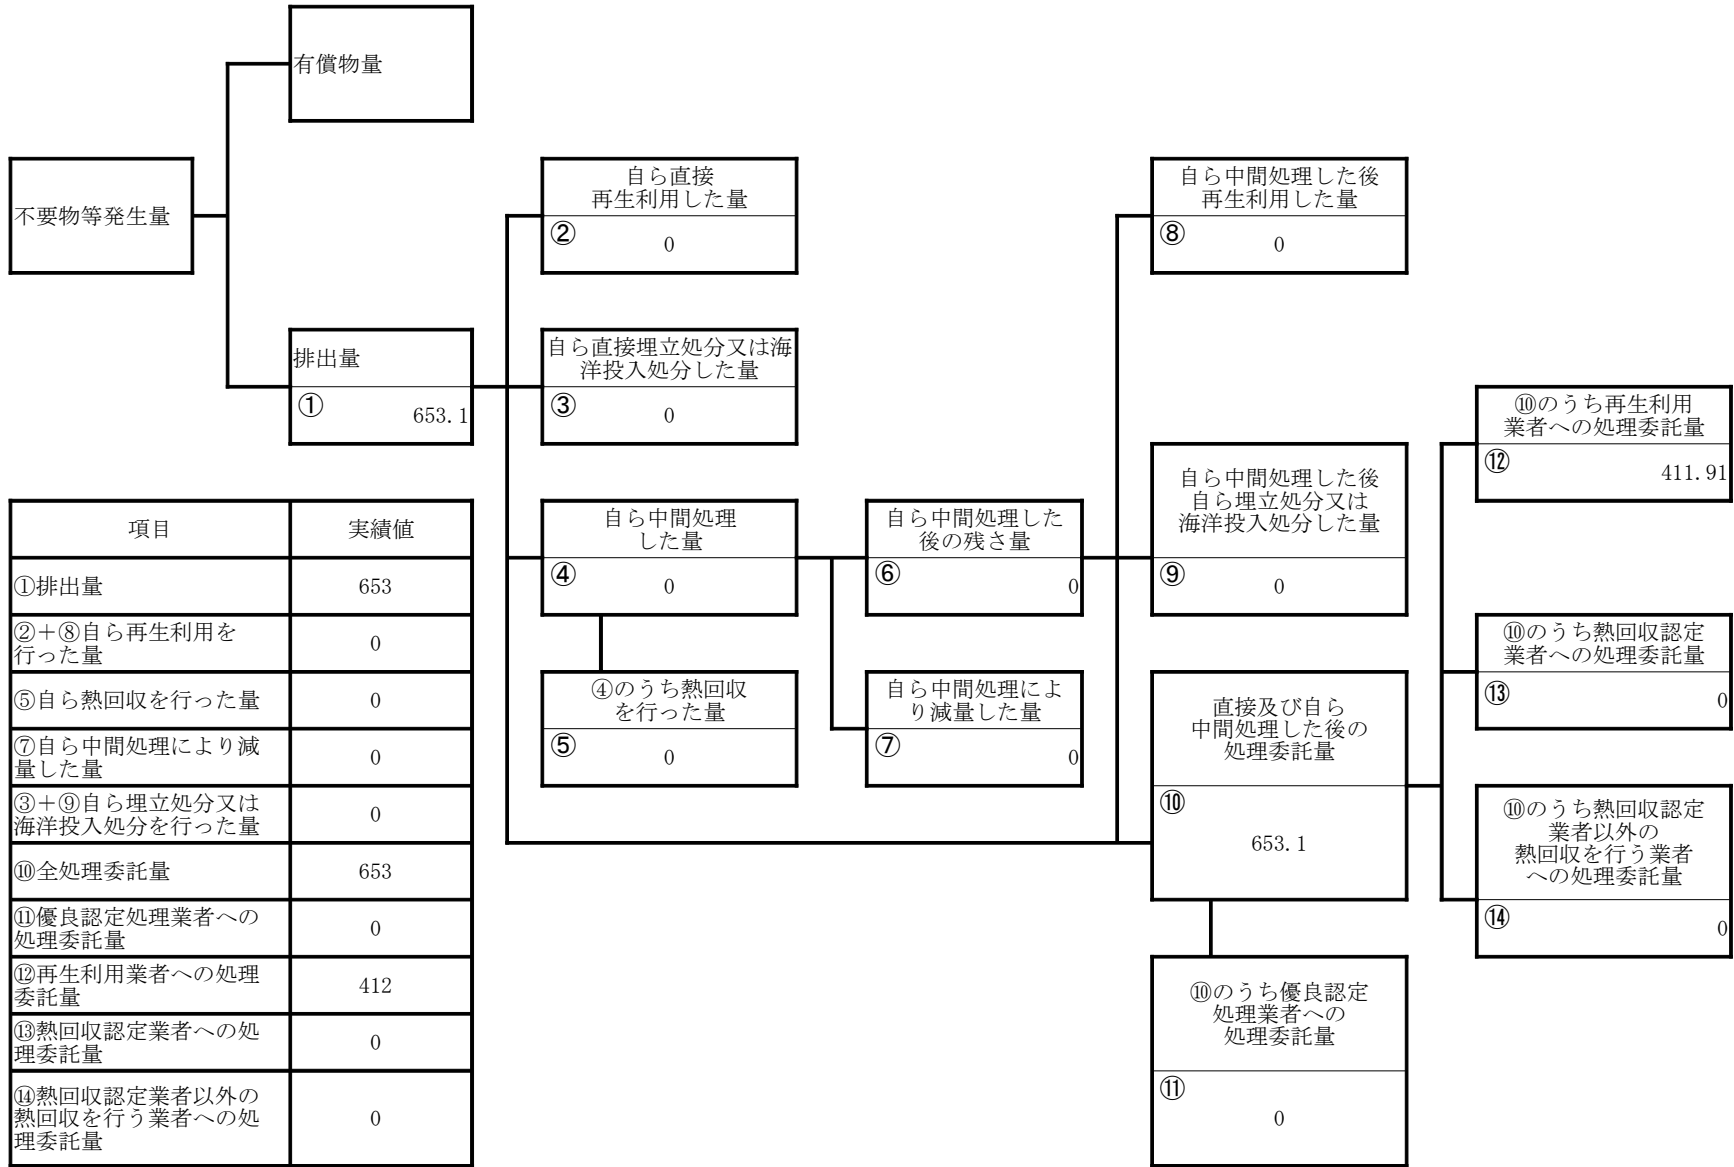 有償物量
不要物等発生量
排出量
①
653.1
自ら直接
再生利用した量
②
0
自ら直接埋立処分又は海
洋投入処分した量
③
0
自ら中間処理
した量
④
0
④のうち熱回収
を行った量
⑤
0
自ら中間処理した
後の残さ量
⑥
0
自ら中間処理によ
り減量した量
⑦
0
自ら中間処理した後
再生利用した量
⑧
0
自ら中間処理した後
自ら埋立処分又は
海洋投入処分した量
⑨
0
直接及び自ら
中間処理した後の
処理委託量
⑩
653.1
⑩のうち優良認定
処理業者への
処理委託量
⑪
0
⑩のうち再生利用
業者への処理委託量
⑫
411.91
⑩のうち熱回収認定
業者への処理委託量
⑬
0
⑩のうち熱回収認定
業者以外の
熱回収を行う業者
への処理委託量
⑭
0
項目 実績値
①排出量 653
②+⑧自ら再生利用を
行った量 0
⑤自ら熱回収を行った量 0
⑦自ら中間処理により減
量した量 0
③+⑨自ら埋立処分又は
海洋投入処分を行った量 0
⑩全処理委託量 653
⑪優良認定処理業者への
処理委託量 0
⑫再生利用業者への処理
委託量 412
⑬熱回収認定業者への処
理委託量 0
⑭熱回収認定業者以外の
熱回収を行う業者への処
理委託量 0